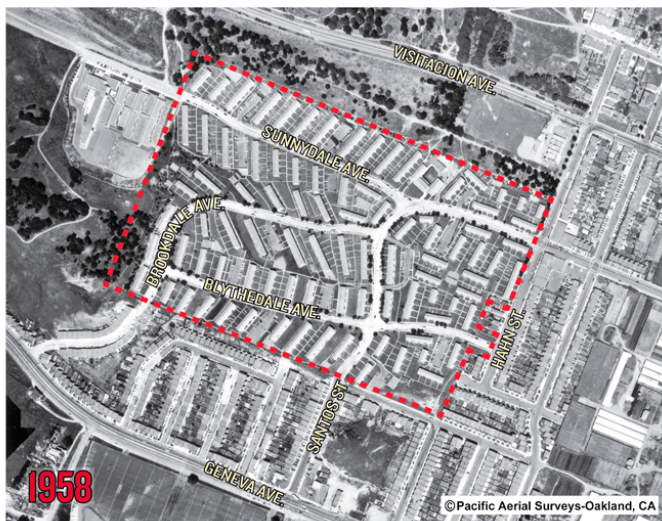 VISITACION AVE.
SUNNYDALE AVE.
BROOKDALE AVE.
BLYTHEDALE AVE.
HAHN ST.
SANTOS ST.
GENEVA AVE.
1958
©Pacific Aerial Surveys-Oakland, CA